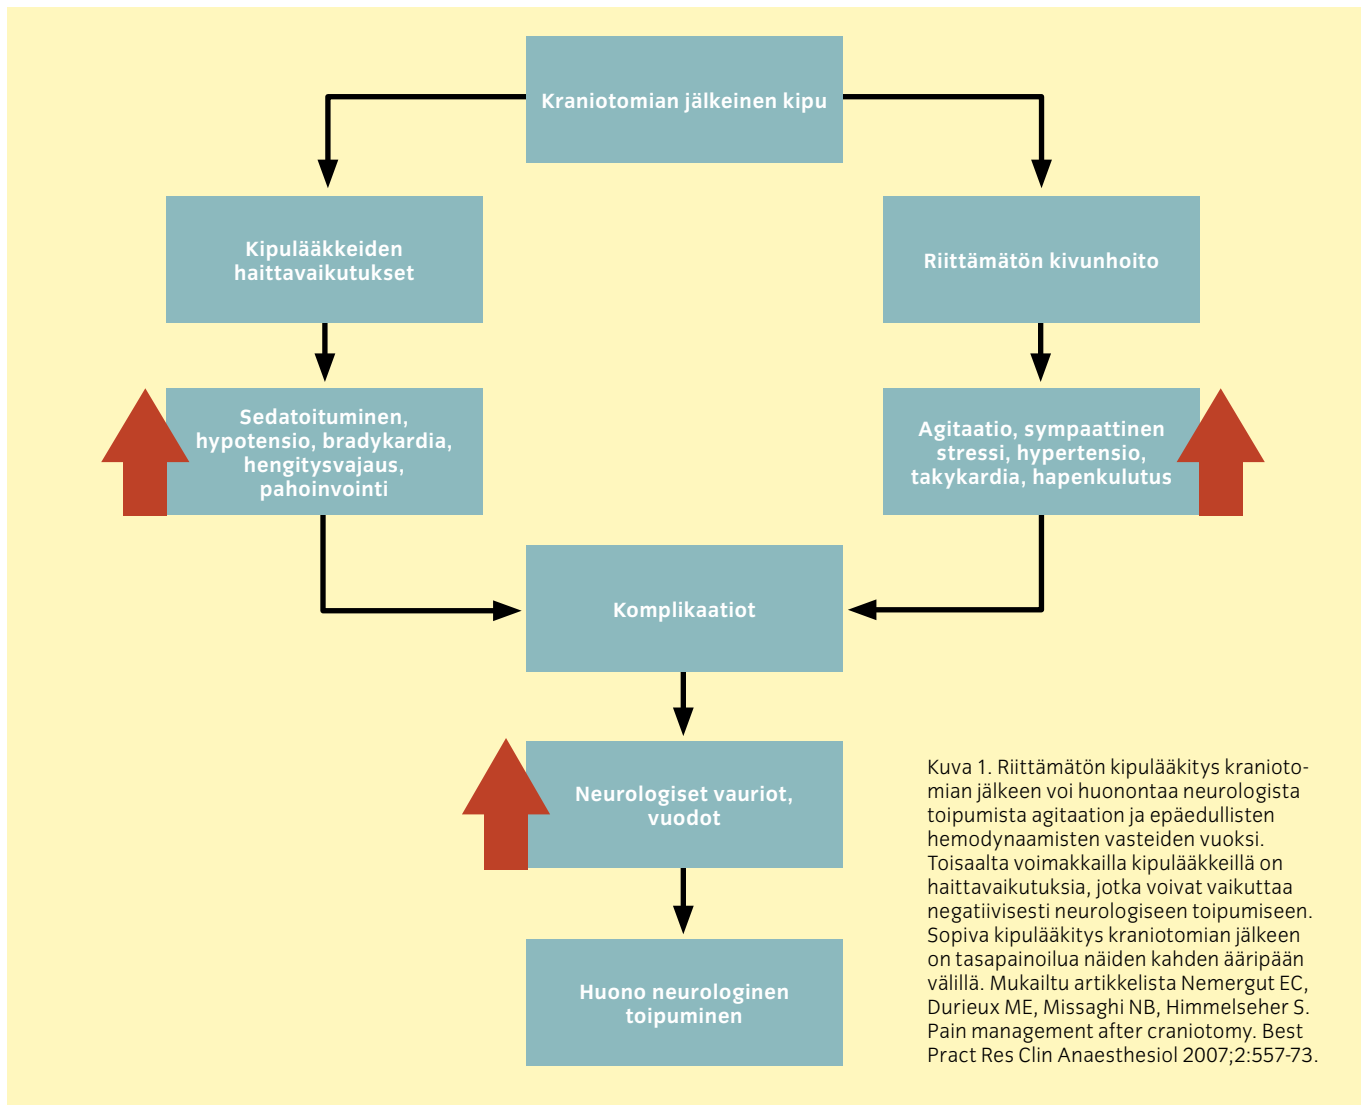 Kraniotomian jälkeinen kipu
Kipulääkkeiden
haittavaikutukset
Riittämätön kivunhoito
Sedatoituminen,
hypotensio, bradykardia,
hengitysvajaus,
pahoinvointi
Agitaatio, sympaattinen
stressi, hypertensio,
takykardia, hapenkulutus
Komplikaatiot
Neurologiset vauriot,
vuodot
Huono neurologinen
toipuminen
Kuva 1. Riittämätön kipulääkitys kranioto-
mian jälkeen voi huonontaa neurologista
toipumista agitaation ja epäedullisten
hemodynaamisten vasteiden vuoksi.
Toisaalta voimakkailla kipulääkkeillä on
haittavaikutuksia, jotka voivat vaikuttaa
negatiivisesti neurologiseen toipumiseen.
Sopiva kipulääkitys kraniotomian jälkeen
on tasapainoilua näiden kahden ääripään
välillä. Mukailtu artikkelista Nemergut EC,
Durieux ME, Missaghi NB, Himmelseher S.
Pain management after craniotomy. Best
Pract Res Clin Anaesthesiol 2007;2:557-73.